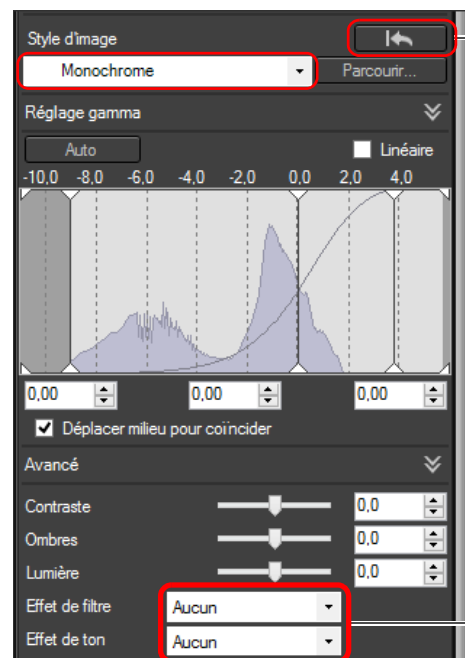 Style d'image
Monochrome Parcourir...
Réglage gamma
Auto Linéaire
-10,0 -8,0 -6,0 -4,0 -2,0 0,0 2,0 4,0
0,00 0,00 0,00
Déplacer milieu pour coïncider
Avancé
Contraste 0,0
Ombres 0,0
Lumière 0,0
Effet de filtre Aucun
Effet de ton Aucun